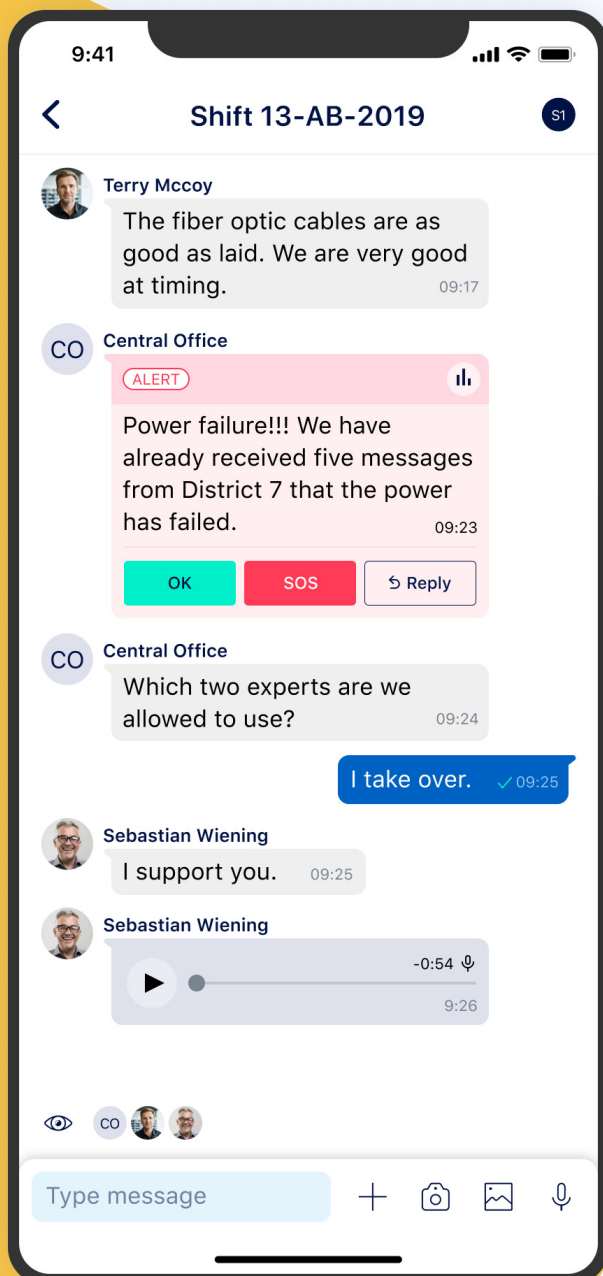 9:41
Shift 13-AB-2019
S1
Terry Mccoy
The fiber optic cables are as
good as laid. We are very good
at timing.
09:17
CO
Central Office
ALERT
Power failure!!! We have
already received five messages
from District 7 that the power
has failed.
09:23
OK
SOS
Reply
CO
Central Office
Which two experts are we
allowed to use?
09:24
I take over.
09:25
Sebastian Wiening
I support you.
09:25
Sebastian Wiening
-0:54
9:26
CO
Type message